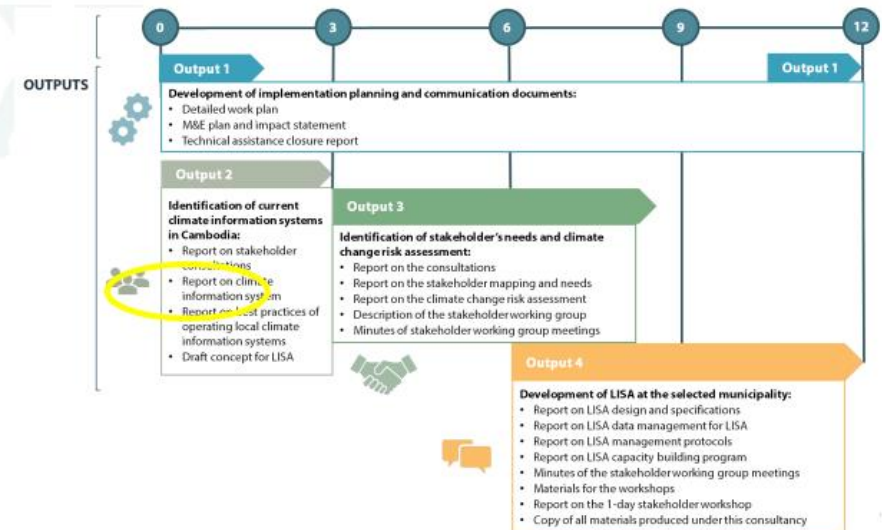 0 3 6 9 12
OUTPUTS
Output 1
Output 1
Development of implementation planning and communication documents:
• Detailed work plan
• M&E plan and impact statement
• Technical assistance closure report
Output 2
Identification of current
climate information systems
in Cambodia:
• Report on stakeholder
consultations
• Report on climate
information system
• Report on best practices of
operating local climate
information systems
• Draft concept for LISA
Output 3
Identification of stakeholder's needs and climate
change risk assessment:
• Report on the consultations
• Report on the stakeholder mapping and needs
• Report on the climate change risk assessment
• Description of the stakeholder working group
• Minutes of stakeholder working group meetings
Output 4
Development of LISA at the selected municipality:
• Report on LISA design and specifications
• Report on LISA data management for LISA
• Report on LISA management protocols
• Report on LISA capacity building program
• Minutes of the stakeholder working group meetings
• Materials for the workshops
• Report on the 1-day stakeholder workshop
• Copy of all materials produced under this consultancy